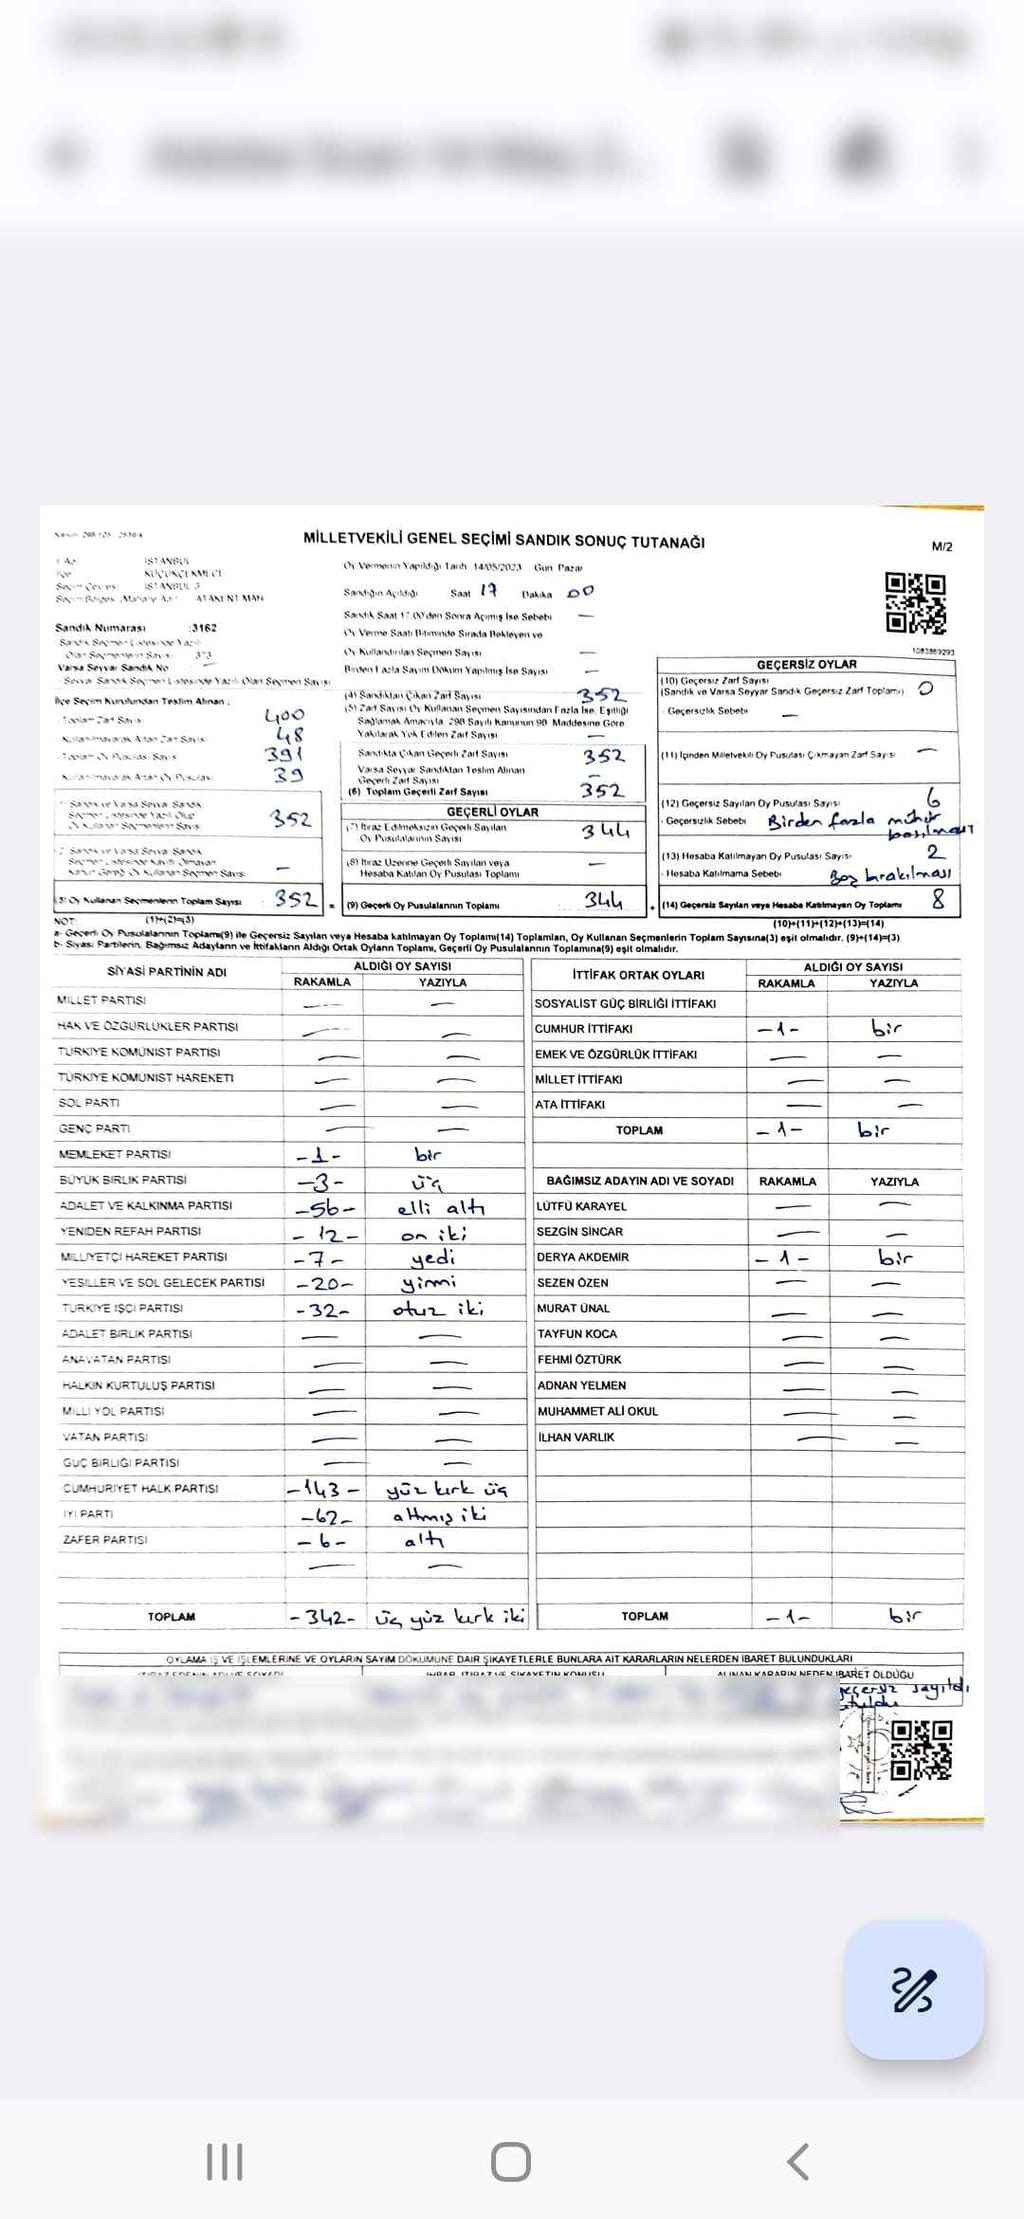 MİLLETVEKİLİ GENEL SEÇİMİ SANDIK SONUÇ TUTANAĞI
M/2
İSTANBUL
KÜÇÜKÇEKMECE
İSTANBUL 3
ATAKENT MAH
Sandık Numarası :3162
Sandık Seçmen Listesinde Yazılı
Olan Seçmenlerin Sayısı 373
Varsa Seyyar Sandık No —
Seyyar Sandık Seçmen Listesinde Yazılı Olan Seçmen Sayısı
İlçe Seçim Kurulundan Teslim Alınan :
Toplam Zarf Sayısı 400
Kullanılmayarak Artan Zarf Sayısı 48
Toplam Oy Pusulası Sayısı 391
Kullanılmayarak Artan Oy Pusulası 39
Sandık ve Varsa Seyyar Sandık
Seçmen Listesinde Yazılı Olup
Oy Kullanan Seçmenlerin Sayısı 352
Sandık ve Varsa Seyyar Sandık
Seçmen Listesinde Kayıtlı Olmayan
Kanun Gereği Oy Kullanan Seçmen Sayısı —
(3) Oy Kullanan Seçmenlerin Toplam Sayısı 352
(1)+(2)=(3)
Oy Vermenin Yapıldığı Tarih 14/05/2023 Gün Pazar
Sandığın Açıldığı Saat 17 Dakika 00
Sandık Saat 17.00'den Sonra Açılmış İse Sebebi —
Oy Verme Saati Bitiminde Sırada Bekleyen ve
Oy Kullandırılan Seçmen Sayısı —
Birden Fazla Sayım Döküm Yapılmış İse Sayısı —
(4) Sandıktan Çıkan Zarf Sayısı 352
(5) Zarf Sayısı Oy Kullanan Seçmen Sayısından Fazla İse, Eşitliği
Sağlamak Amacıyla, 298 Sayılı Kanunun 98. Maddesine Göre
Yakılarak Yok Edilen Zarf Sayısı —
Sandıkta Çıkan Geçerli Zarf Sayısı 352
Varsa Seyyar Sandıktan Teslim Alınan
Geçerli Zarf Sayısı —
(6) Toplam Geçerli Zarf Sayısı 352
GEÇERLİ OYLAR
(7) İtiraz Edilmeksizin Geçerli Sayılan
Oy Pusulalarının Sayısı 344
(8) İtiraz Üzerine Geçerli Sayılan veya
Hesaba Katılan Oy Pusulası Toplamı —
(9) Geçerli Oy Pusulalarının Toplamı 344
1083869293
GEÇERSİZ OYLAR
(10) Geçersiz Zarf Sayısı
(Sandık ve Varsa Seyyar Sandık Geçersiz Zarf Toplamı) 0
- Geçersizlik Sebebi —
(11) İçinden Milletvekili Oy Pusulası Çıkmayan Zarf Sayısı —
(12) Geçersiz Sayılan Oy Pusulası Sayısı 6
- Geçersizlik Sebebi Birden fazla mühür
basılması
(13) Hesaba Katılmayan Oy Pusulası Sayısı 2
- Hesaba Katılmama Sebebi Boş bırakılması
(14) Geçersiz Sayılan veya Hesaba Katılmayan Oy Toplamı 8
(10)+(11)+(12)+(13)=(14)
NOT:
a- Geçerli Oy Pusulalarının Toplamı(9) ile Geçersiz Sayılan veya Hesaba katılmayan Oy Toplamı(14) Toplamları, Oy Kullanan Seçmenlerin Toplam Sayısına(3) eşit olmalıdır. (9)+(14)=(3)
b- Siyasi Partilerin, Bağımsız Adayların ve İttifakların Aldığı Ortak Oyların Toplamı, Geçerli Oy Pusulalarının Toplamına(9) eşit olmalıdır.
SİYASİ PARTİNİN ADI ALDIĞI OY SAYISI
RAKAMLA YAZIYLA
MİLLET PARTİSİ — —
HAK VE ÖZGÜRLÜKLER PARTİSİ — —
TÜRKİYE KOMÜNİST PARTİSİ — —
TÜRKİYE KOMÜNİST HAREKETİ — —
SOL PARTİ — —
GENÇ PARTİ — —
MEMLEKET PARTİSİ -1- bir
BÜYÜK BİRLİK PARTİSİ -3- üç
ADALET VE KALKINMA PARTİSİ -56- elli altı
YENİDEN REFAH PARTİSİ -12- on iki
MİLLİYETÇİ HAREKET PARTİSİ -7- yedi
YEŞİLLER VE SOL GELECEK PARTİSİ -20- yirmi
TÜRKİYE İŞÇİ PARTİSİ -32- otuz iki
ADALET BİRLİK PARTİSİ — —
ANAVATAN PARTİSİ — —
HALKIN KURTULUŞ PARTİSİ — —
MİLLİ YOL PARTİSİ — —
VATAN PARTİSİ — —
GÜÇ BİRLİĞİ PARTİSİ — —
CUMHURİYET HALK PARTİSİ -143- yüz kırk üç
İYİ PARTİ -62- altmış iki
ZAFER PARTİSİ -6- altı
— —
TOPLAM -342- üç yüz kırk iki
İTTİFAK ORTAK OYLARI ALDIĞI OY SAYISI
RAKAMLA YAZIYLA
SOSYALİST GÜÇ BİRLİĞİ İTTİFAKI
CUMHUR İTTİFAKI -1- bir
EMEK VE ÖZGÜRLÜK İTTİFAKI — —
MİLLET İTTİFAKI — —
ATA İTTİFAKI — —
TOPLAM -1- bir
BAĞIMSIZ ADAYIN ADI VE SOYADI RAKAMLA YAZIYLA
LÜTFÜ KARAYEL — —
SEZGİN SİNCAR — —
DERYA AKDEMİR -1- bir
SEZEN ÖZEN — —
MURAT ÜNAL — —
TAYFUN KOCA — —
FEHMİ ÖZTÜRK — —
ADNAN YELMEN — —
MUHAMMET ALİ OKUL — —
İLHAN VARLIK — —
TOPLAM -1- bir
OYLAMA İŞ VE İŞLEMLERİNE VE OYLARIN SAYIM DÖKÜMÜNE DAİR ŞİKAYETLERLE BUNLARA AİT KARARLARIN NELERDEN İBARET BULUNDUKLARI
İTİRAZ EDENİN ADI VE SOYADI İHBAR, İTİRAZ VE ŞİKAYETİN KONUSU ALINAN KARARIN NEDEN İBARET OLDUĞU
geçersiz sayıldı